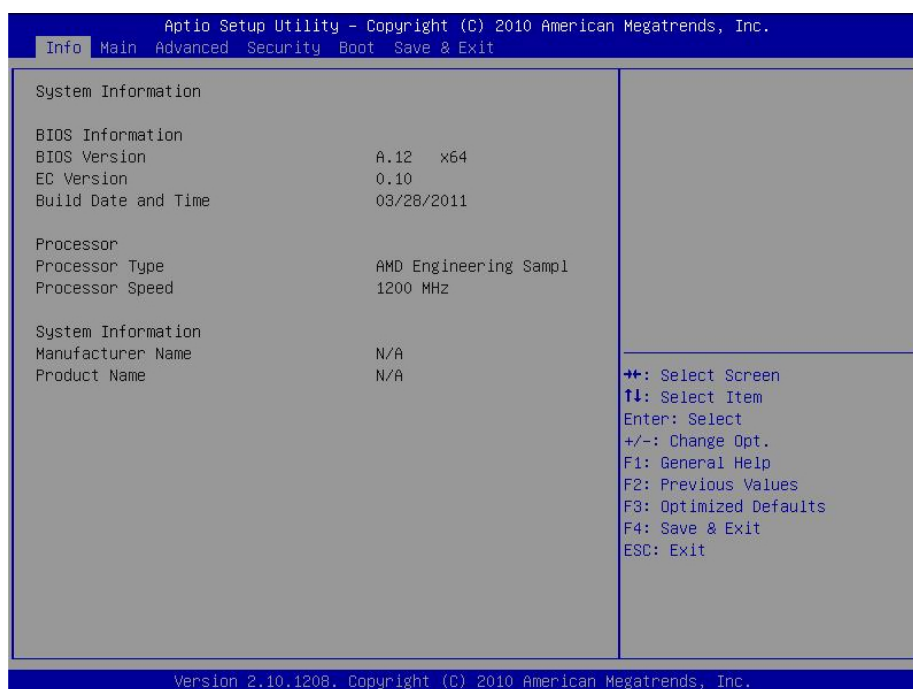 Aptio Setup Utility – Copyright (C) 2010 American Megatrends, Inc.
Info Main Advanced Security Boot Save & Exit
System Information
BIOS Information
BIOS Version A.12 x64
EC Version 0.10
Build Date and Time 03/28/2011
Processor
Processor Type AMD Engineering Sampl
Processor Speed 1200 MHz
System Information
Manufacturer Name N/A
Product Name N/A
→←: Select Screen
↑↓: Select Item
Enter: Select
+/-: Change Opt.
F1: General Help
F2: Previous Values
F3: Optimized Defaults
F4: Save & Exit
ESC: Exit
Version 2.10.1208. Copyright (C) 2010 American Megatrends, Inc.